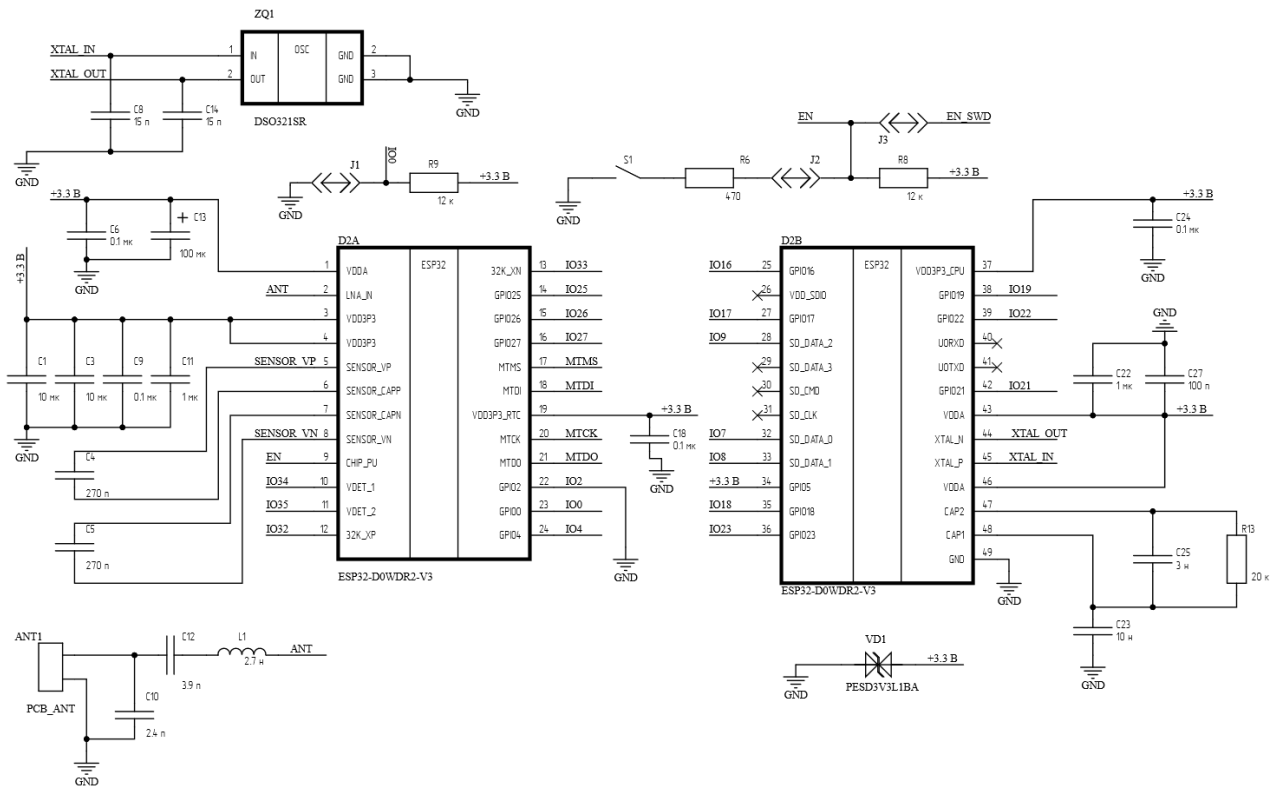 ZQ1
XTAL_IN 1 IN OSC GND 2
XTAL_OUT 2 OUT GND 3
GND
C8 15 п
C14 15 п
DSO321SR
GND
EN EN_SWD
J3
IO0
J1 R9 +3.3 В
12 к
GND
S1 R6 J2 R8 +3.3 В
470 12 к
GND
+3.3 В
C6 0.1 мк
+ C13 100 мк
GND
+3.3 В
C24 0.1 мк
GND
+3.3 В
D2A
ESP32
1 VDDA
ANT 2 LNA_IN
3 VDD3P3
4 VDD3P3
SENSOR_VP 5 SENSOR_VP
6 SENSOR_CAPP
7 SENSOR_CAPN
SENSOR_VN 8 SENSOR_VN
EN 9 CHIP_PU
IO34 10 VDET_1
IO35 11 VDET_2
IO32 12 32K_XP
32K_XN 13 IO33
GPIO25 14 IO25
GPIO26 15 IO26
GPIO27 16 IO27
MTMS 17 MTMS
MTDI 18 MTDI
VDD3P3_RTC 19 +3.3 В
MTCK 20 MTCK
MTDO 21 MTDO
GPIO2 22 IO2
GPIO0 23 IO0
GPIO4 24 IO4
ESP32-D0WDR2-V3
C18 0.1 мк
GND
GND
C1 10 мк
C3 10 мк
C9 0.1 мк
C11 1 мк
GND
C4
270 п
C5
270 п
D2B
ESP32
IO16 25 GPIO16
26 VDD_SDIO
IO17 27 GPIO17
IO9 28 SD_DATA_2
29 SD_DATA_3
30 SD_CMD
31 SD_CLK
IO7 32 SD_DATA_0
IO8 33 SD_DATA_1
+3.3 В 34 GPIO5
IO18 35 GPIO18
IO23 36 GPIO23
VDD3P3_CPU 37
GPIO19 38 IO19
GPIO22 39 IO22
UORXD 40
UOTXD 41
GPIO21 42 IO21
VDDA 43 +3.3 В
XTAL_N 44 XTAL_OUT
XTAL_P 45 XTAL_IN
VDDA 46
CAP2 47
CAP1 48
GND 49
ESP32-D0WDR2-V3
GND
GND
C22 1 мк
C27 100 п
R13
20 к
C25 3 н
C23 10 н
GND
ANT1
PCB_ANT
C12
3.9 п
L1
2.7 н
ANT
C10
2.4 п
GND
VD1
+3.3 В
PESD3V3L1BA
GND